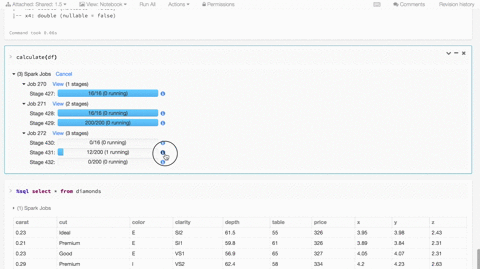 Attached: Shared: 1.5 View: Notebook Run All Actions Permissions Comments Revision history
|-- x4: double (nullable = false)
Command took 0.06s
calculate(df)
(3) Spark Jobs Cancel
Job 270 View (1 stages)
Stage 427: 16/16 (0 running)
Job 271 View (2 stages)
Stage 428: 16/16 (0 running)
Stage 429: 200/200 (0 running)
Job 272 View (3 stages)
Stage 430: 0/16 (0 running)
Stage 431: 12/200 (1 running)
Stage 432: 0/200 (0 running)
%sql select * from diamonds
(1) Spark Jobs
carat cut color clarity depth table price x y z
0.23 Ideal E SI2 61.5 55 326 3.95 3.98 2.43
0.21 Premium E SI1 59.8 61 326 3.89 3.84 2.31
0.23 Good E VS1 56.9 65 327 4.05 4.07 2.31
0.29 Premium I VS2 62.4 58 334 4.2 4.23 2.63